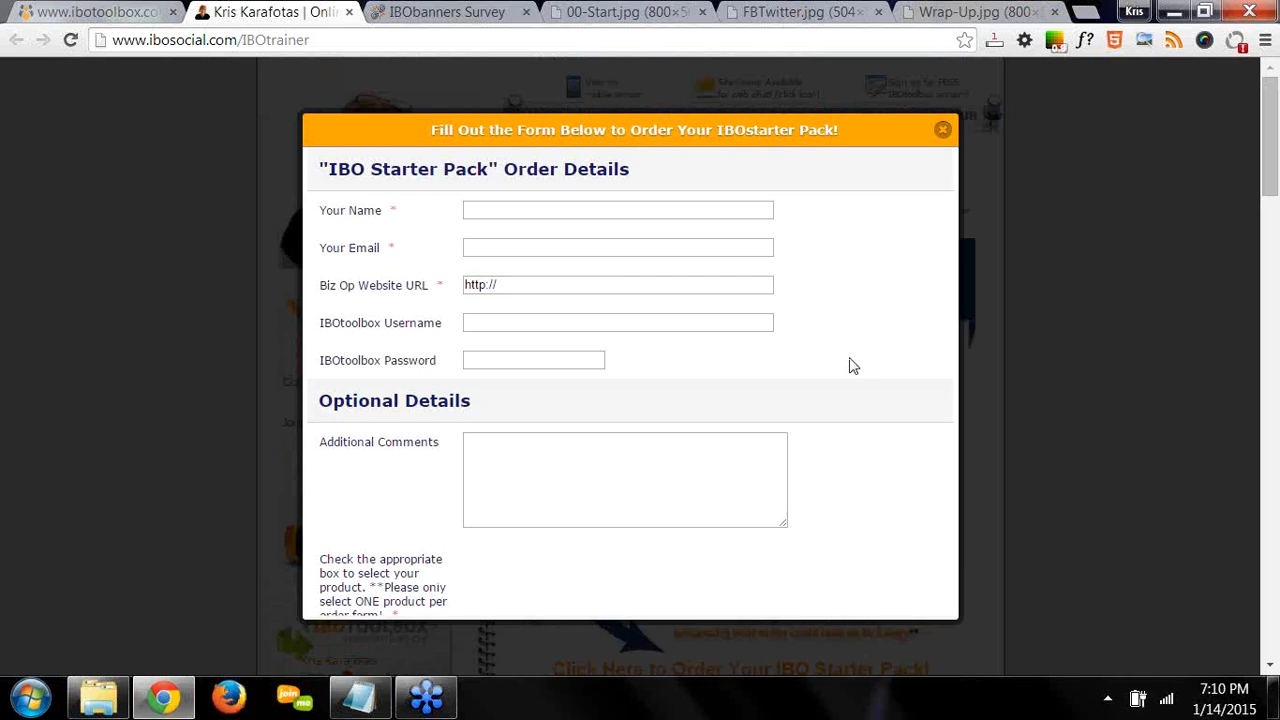 www.ibotoolbox.co
Kris Karafotas | Onli
IBObanners Survey
00-Start.jpg (800×5
FBTwitter.jpg (504×
Wrap-Up.jpg (800×
Kris
www.ibosocial.com/IBOtrainer
Fill Out the Form Below to Order Your IBOstarter Pack!
"IBO Starter Pack" Order Details
Your Name *
Your Email *
Biz Op Website URL * http://
IBOtoolbox Username
IBOtoolbox Password
Optional Details
Additional Comments
Check the appropriate
box to select your
product. **Please only
select ONE product per
order form! *
Click Here to Order Your IBO Starter Pack!
join
me
7:10 PM
1/14/2015